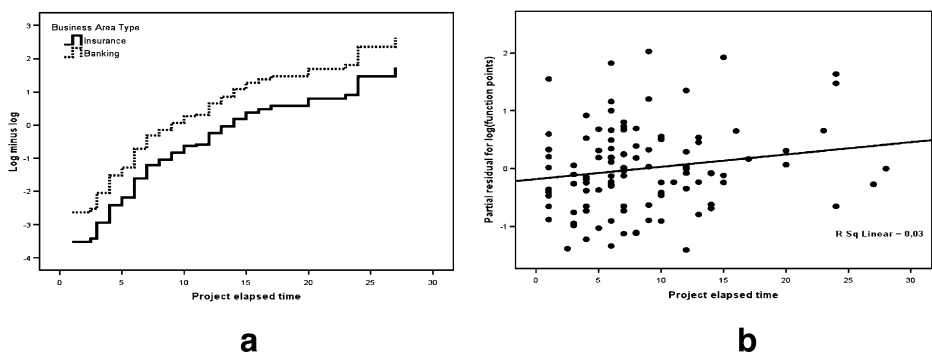 Business Area Type
Insurance
Banking
3
2
1
0
-1
-2
-3
-4
Log minus log
0 5 10 15 20 25 30
Project elapsed time
a
2
1
0
-1
Partial residual for log(function points)
R Sq Linear = 0,03
0 5 10 15 20 25 30
Project elapsed time
b